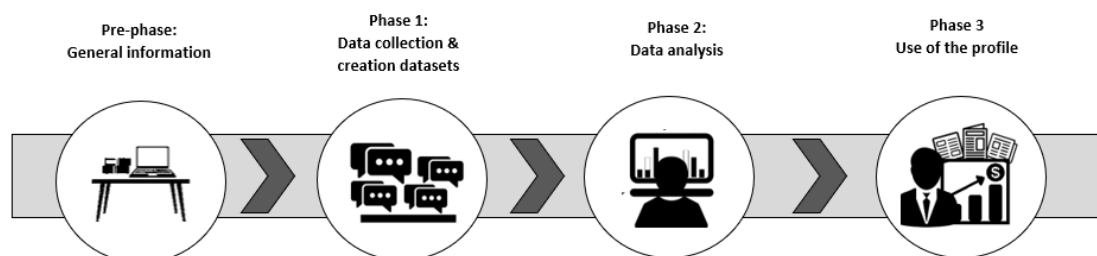 Pre-phase:
General information
Phase 1:
Data collection &
creation datasets
Phase 2:
Data analysis
Phase 3
Use of the profile
$